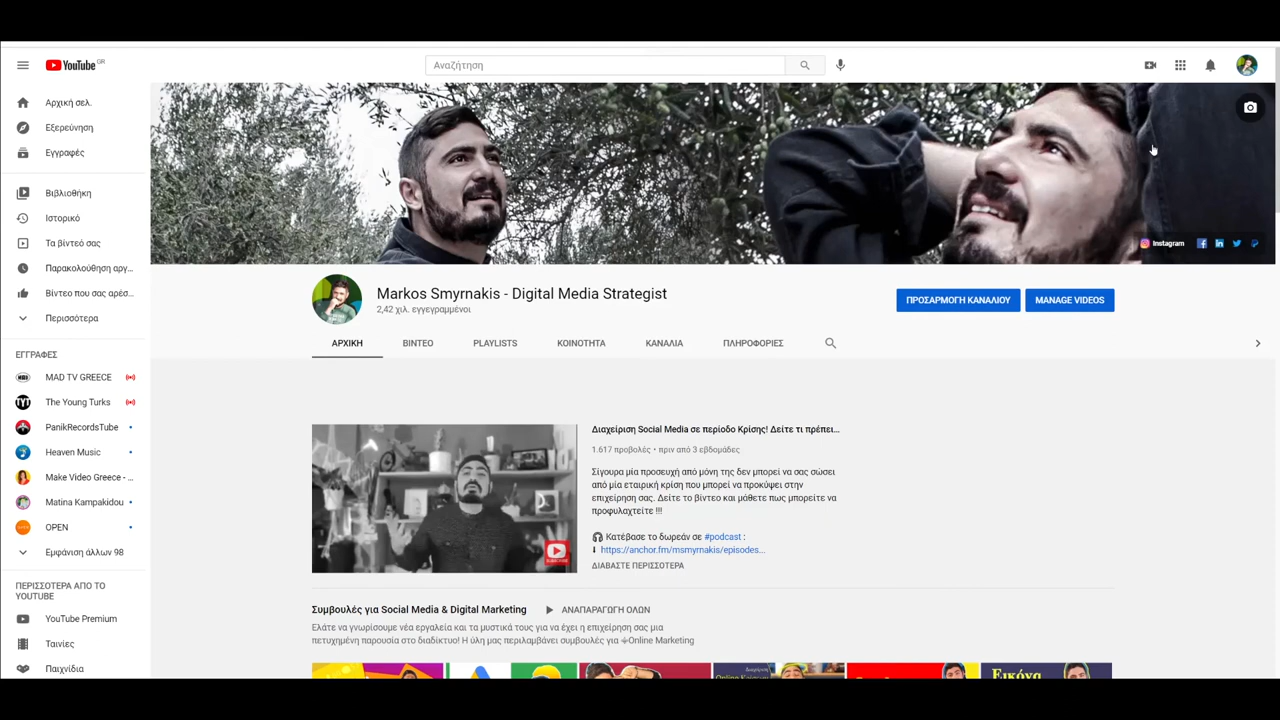 YouTube GR
Αναζήτηση
Αρχική σελ.
Εξερεύνηση
Εγγραφές
Βιβλιοθήκη
Ιστορικό
Τα βίντεό σας
Παρακολούθηση αργ...
Βίντεο που σας αρέσ...
Περισσότερα
ΕΓΓΡΑΦΕΣ
MAD TV GREECE
The Young Turks
PanikRecordsTube
Heaven Music
Make Video Greece - ...
Matina Kampakidou
OPEN
Εμφάνιση άλλων 98
ΠΕΡΙΣΣΟΤΕΡΑ ΑΠΟ ΤΟ
YOUTUBE
YouTube Premium
Ταινίες
Παιχνίδια
Instagram
Markos Smyrnakis - Digital Media Strategist
2,42 χιλ. εγγεγραμμένοι
ΠΡΟΣΑΡΜΟΓΗ ΚΑΝΑΛΙΟΥ
MANAGE VIDEOS
ΑΡΧΙΚΗ
ΒΙΝΤΕΟ
PLAYLISTS
ΚΟΙΝΟΤΗΤΑ
ΚΑΝΑΛΙΑ
ΠΛΗΡΟΦΟΡΙΕΣ
SUBSCRIBE
Διαχείριση Social Media σε περίοδο Κρίσης! Δείτε τι πρέπει...
1.617 προβολές • πριν από 3 εβδομάδες
Σίγουρα μία προσευχή από μόνη της δεν μπορεί να σας σώσει
από μία εταιρική κρίση που μπορεί να προκύψει στην
επιχείρηση σας. Δείτε το βίντεο και μάθετε πως μπορείτε να
προφυλαχτείτε !!!
🎧 Κατέβασε το δωρεάν σε #podcast :
⬇ https://anchor.fm/msmyrnakis/episodes...
ΔΙΑΒΑΣΤΕ ΠΕΡΙΣΣΟΤΕΡΑ
Συμβουλές για Social Media & Digital Marketing
ΑΝΑΠΑΡΑΓΩΓΗ ΟΛΩΝ
Ελάτε να γνωρίσουμε νέα εργαλεία και τα μυστικά τους για να έχει η επιχείρηση σας μια
πετυχημένη παρουσία στο διαδίκτυο! Η ύλη μας περιλαμβάνει συμβουλές για ❖Online Marketing
Διαχείριση
Εικόνα